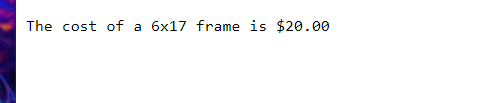 The cost of a 6x17 frame is $20.00